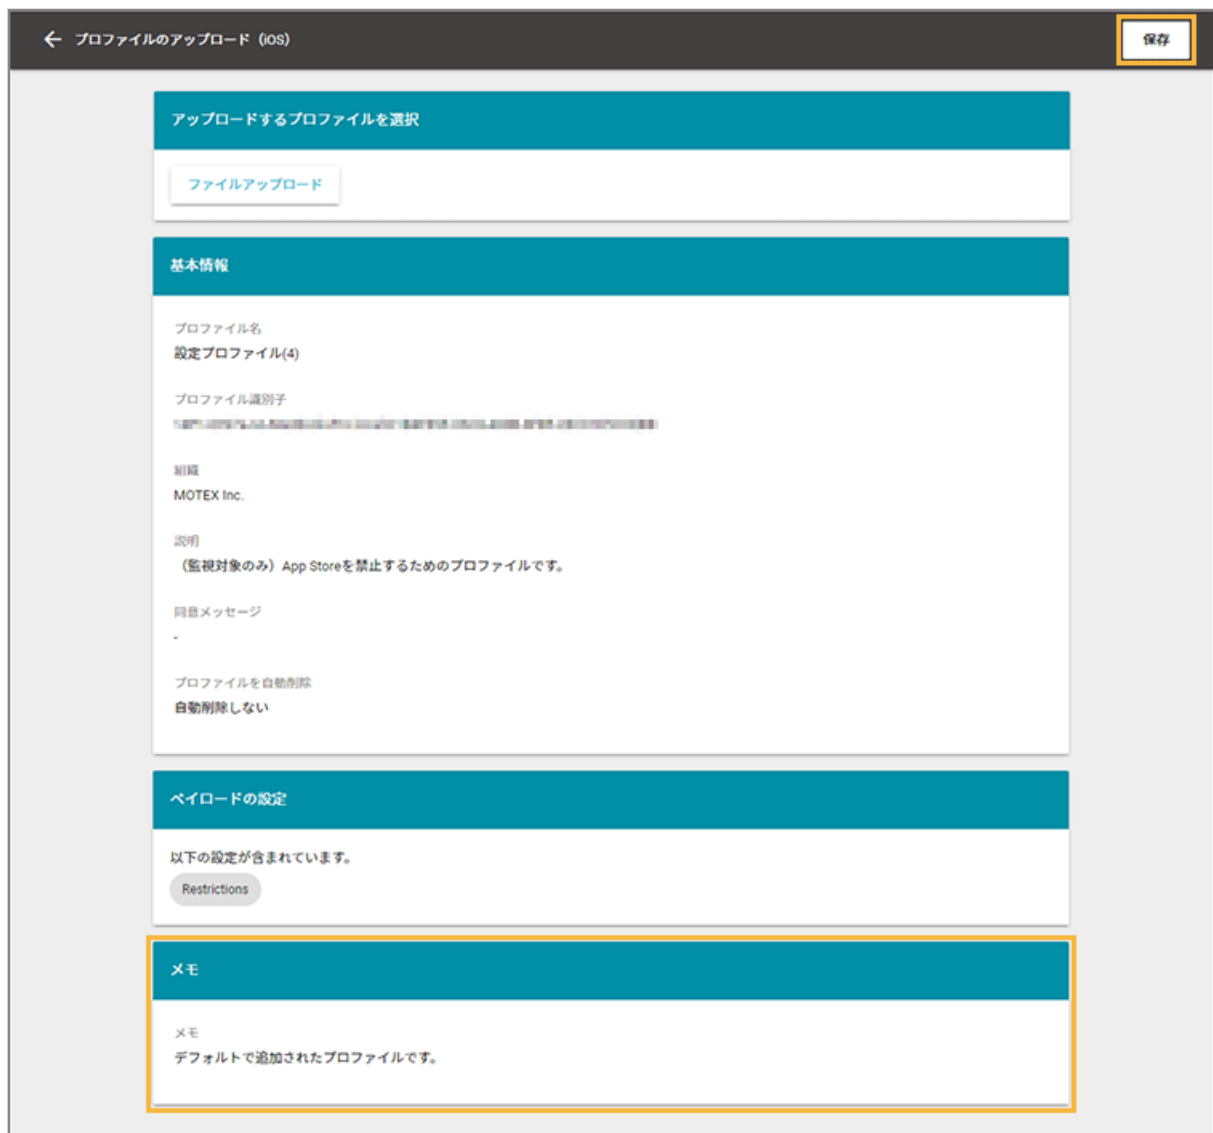 プロファイルのアップロード（iOS）
保存
アップロードするプロファイルを選択
ファイルアップロード
基本情報
プロファイル名
設定プロファイル(4)
プロファイル識別子
組織
MOTEX Inc.
説明
（監視対象のみ）App Storeを禁止するためのプロファイルです。
同意メッセージ
-
プロファイルを自動削除
自動削除しない
ペイロードの設定
以下の設定が含まれています。
Restrictions
メモ
メモ
デフォルトで追加されたプロファイルです。